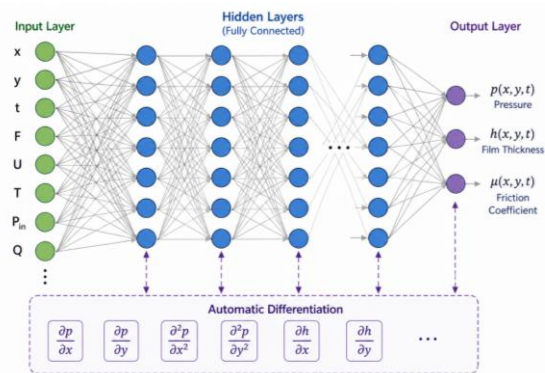 Input Layer
Hidden Layers
(Fully Connected)
Output Layer
x
y
t
F
U
T
P_in
Q
⋮
...
p(x, y, t)
Pressure
h(x, y, t)
Film Thickness
μ(x, y, t)
Friction
Coefficient
Automatic Differentiation
∂p/∂x ∂p/∂y ∂²p/∂x² ∂²p/∂y² ∂h/∂x ∂h/∂y ...